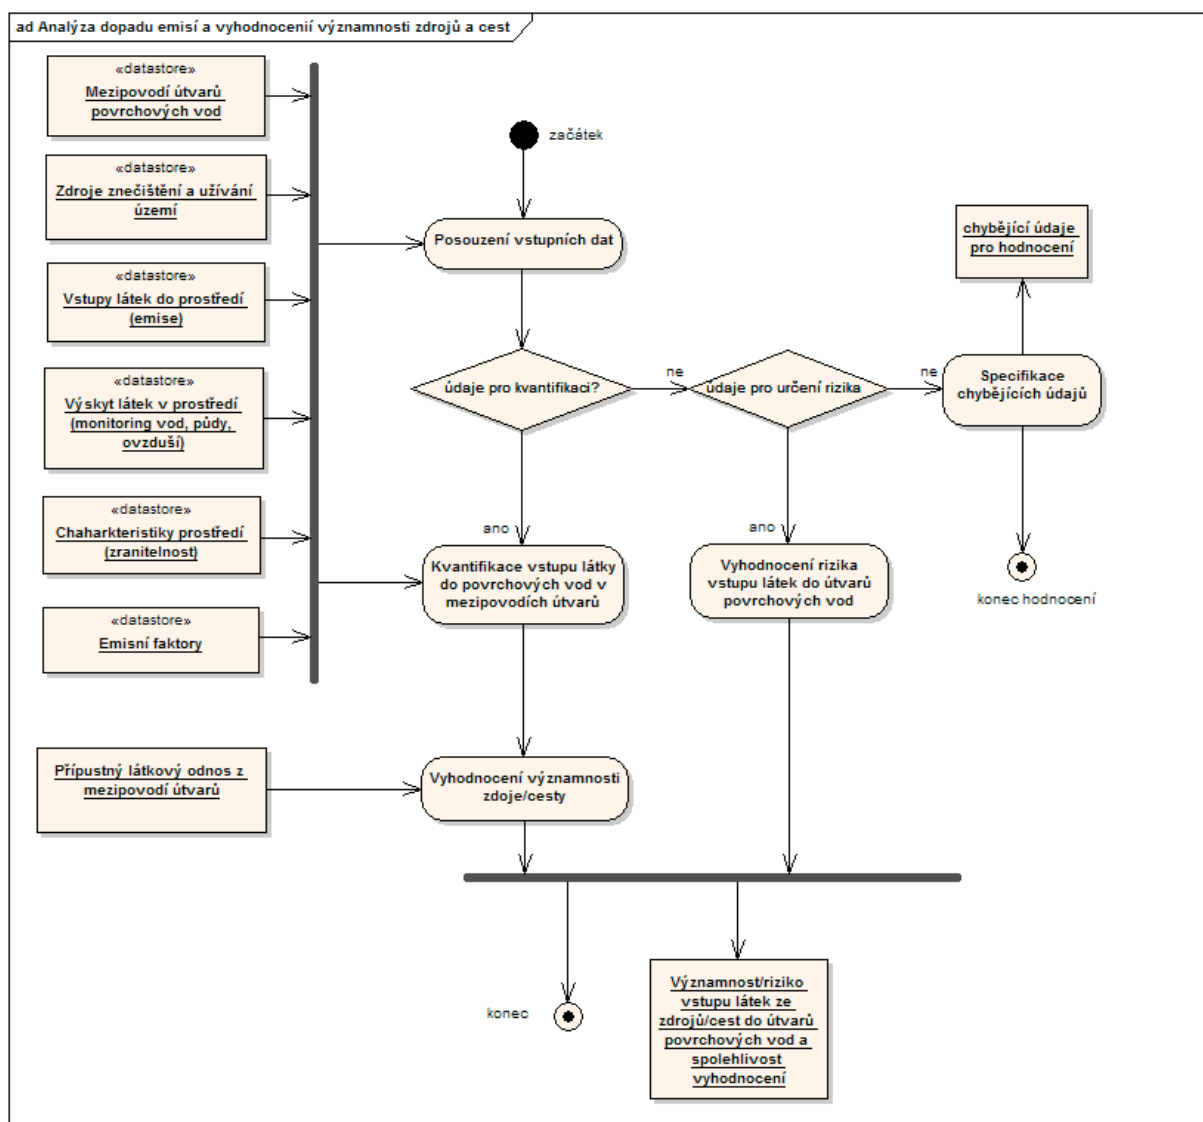 ad Analýza dopadu emisí a vyhodnocenií významnosti zdrojů a cest
«datastore»
Mezipovodí útvarů
povrchových vod
začátek
«datastore»
Zdroje znečištění a užívání
území
Posouzení vstupních dat
chybějící údaje
pro hodnocení
«datastore»
Vstupy látek do prostředí
(emise)
údaje pro kvantifikaci?
ne
údaje pro určení rizika
ne
Specifikace
chybějících údajů
«datastore»
Výskyt látek v prostředí
(monitoring vod, půdy,
ovzduší)
«datastore»
Chaharkteristiky prostředí
(zranitelnost)
ano
ano
Kvantifikace vstupu látky
do povrchových vod v
mezipovodích útvarů
Vyhodnocení rizika
vstupu látek do útvarů
povrchových vod
konec hodnocení
«datastore»
Emisní faktory
Přípustný látkový odnos z
mezipovodí útvarů
Vyhodnocení významnosti
zdoje/cesty
konec
Významnost/riziko
vstupu látek ze
zdrojů/cest do útvarů
povrchových vod a
spolehlivost
vyhodnocení